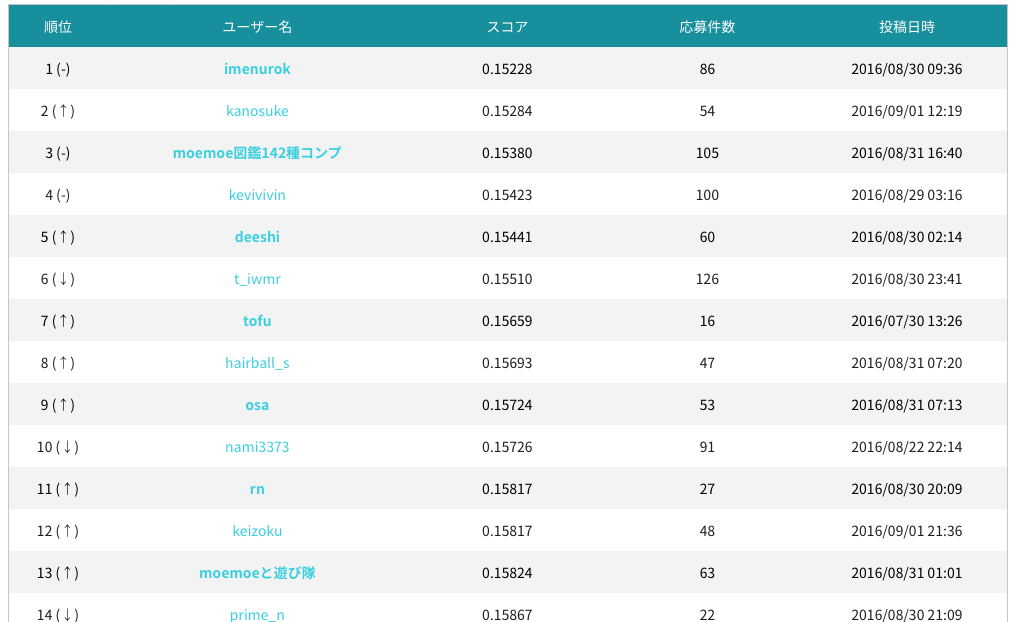 順位 ユーザー名 スコア 応募件数 投稿日時
1 (-) imenurok 0.15228 86 2016/08/30 09:36
2 (↑) kanosuke 0.15284 54 2016/09/01 12:19
3 (-) moemoe図鑑142種コンプ 0.15380 105 2016/08/31 16:40
4 (-) kevivivin 0.15423 100 2016/08/29 03:16
5 (↑) deeshi 0.15441 60 2016/08/30 02:14
6 (↓) t_iwmr 0.15510 126 2016/08/30 23:41
7 (↑) tofu 0.15659 16 2016/07/30 13:26
8 (↑) hairball_s 0.15693 47 2016/08/31 07:20
9 (↑) osa 0.15724 53 2016/08/31 07:13
10 (↓) nami3373 0.15726 91 2016/08/22 22:14
11 (↑) rn 0.15817 27 2016/08/30 20:09
12 (↑) keizoku 0.15817 48 2016/09/01 21:36
13 (↑) moemoeと遊び隊 0.15824 63 2016/08/31 01:01
14 (↓) prime_n 0.15867 22 2016/08/30 21:09